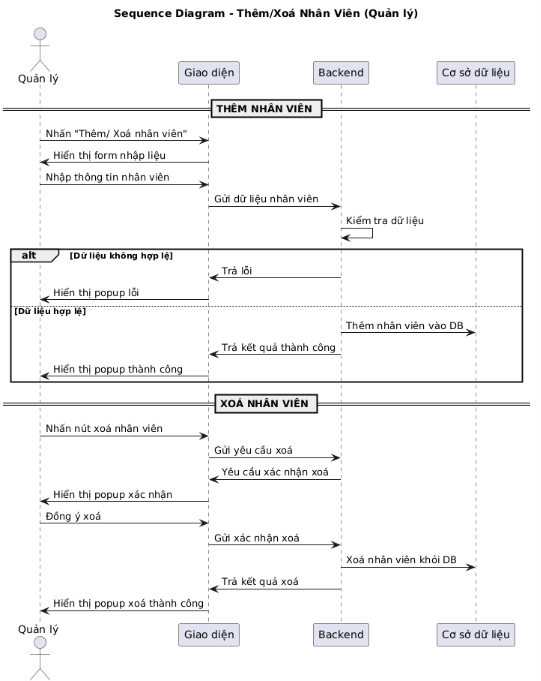 Sequence Diagram - Thêm/Xoá Nhân Viên (Quản lý)
Quản lý
Giao diện
Backend
Cơ sở dữ liệu
THÊM NHÂN VIÊN
Nhấn "Thêm/ Xoá nhân viên"
Hiển thị form nhập liệu
Nhập thông tin nhân viên
Gửi dữ liệu nhân viên
Kiểm tra dữ liệu
alt
[Dữ liệu không hợp lệ]
Trả lỗi
Hiển thị popup lỗi
[Dữ liệu hợp lệ]
Thêm nhân viên vào DB
Trả kết quả thành công
Hiển thị popup thành công
XOÁ NHÂN VIÊN
Nhấn nút xoá nhân viên
Gửi yêu cầu xoá
Yêu cầu xác nhận xoá
Hiển thị popup xác nhận
Đồng ý xoá
Gửi xác nhận xoá
Xoá nhân viên khỏi DB
Trả kết quả xoá
Hiển thị popup xoá thành công
Quản lý
Giao diện
Backend
Cơ sở dữ liệu